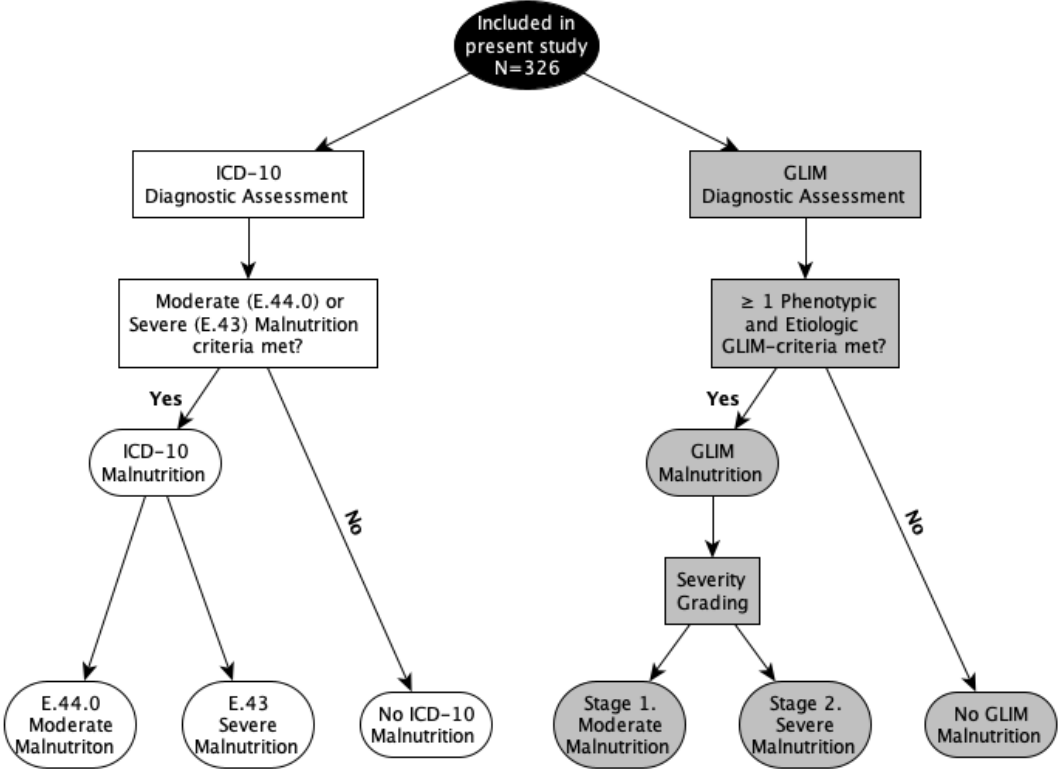 Included in
present study
N=326
ICD-10
Diagnostic Assessment
GLIM
Diagnostic Assessment
Moderate (E.44.0) or
Severe (E.43) Malnutrition
criteria met?
≥ 1 Phenotypic
and Etiologic
GLIM-criteria met?
Yes
Yes
ICD-10
Malnutrition
GLIM
Malnutrition
No
No
Severity
Grading
E.44.0
Moderate
Malnutriton
E.43
Severe
Malnutrition
No ICD-10
Malnutrition
Stage 1.
Moderate
Malnutrition
Stage 2.
Severe
Malnutrition
No GLIM
Malnutrition